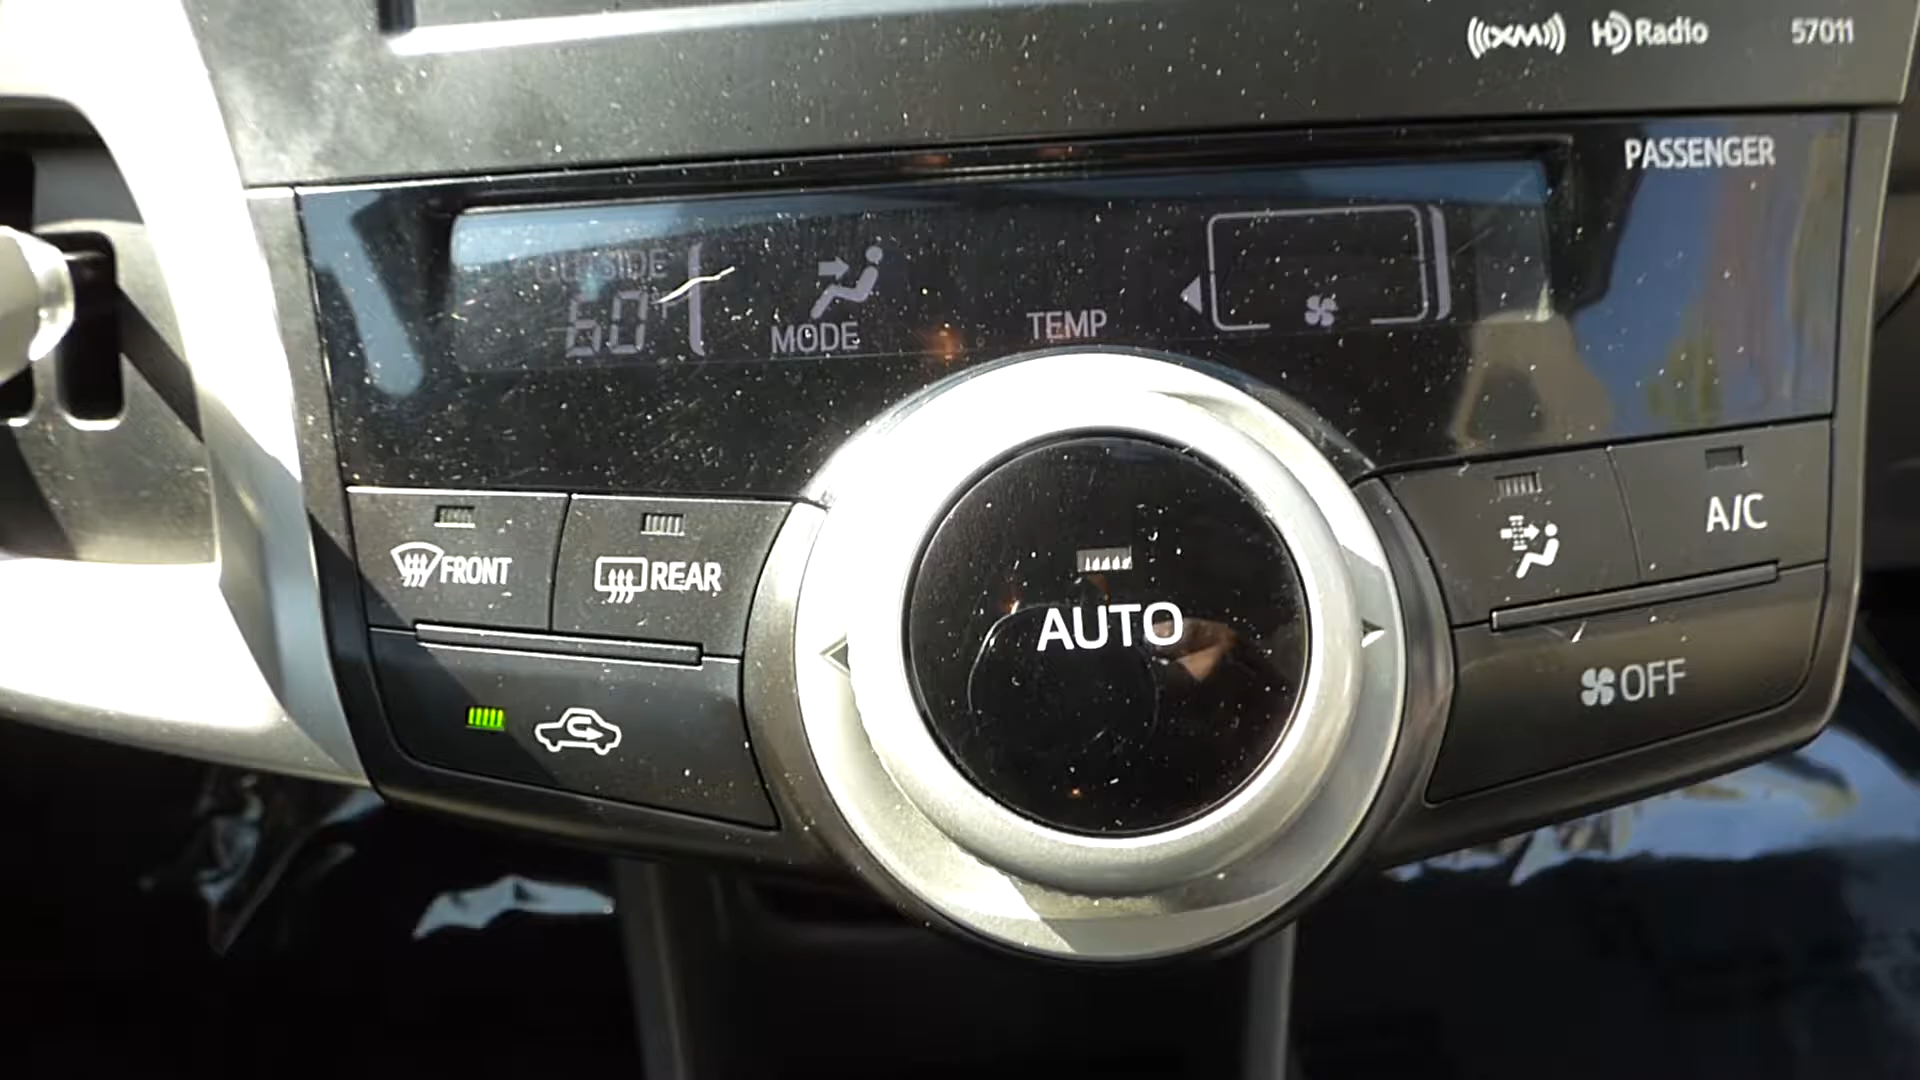 ((XM)) HD Radio 57011
PASSENGER
OUTSIDE
60°F
MODE
TEMP
FRONT
REAR
AUTO
A/C
OFF